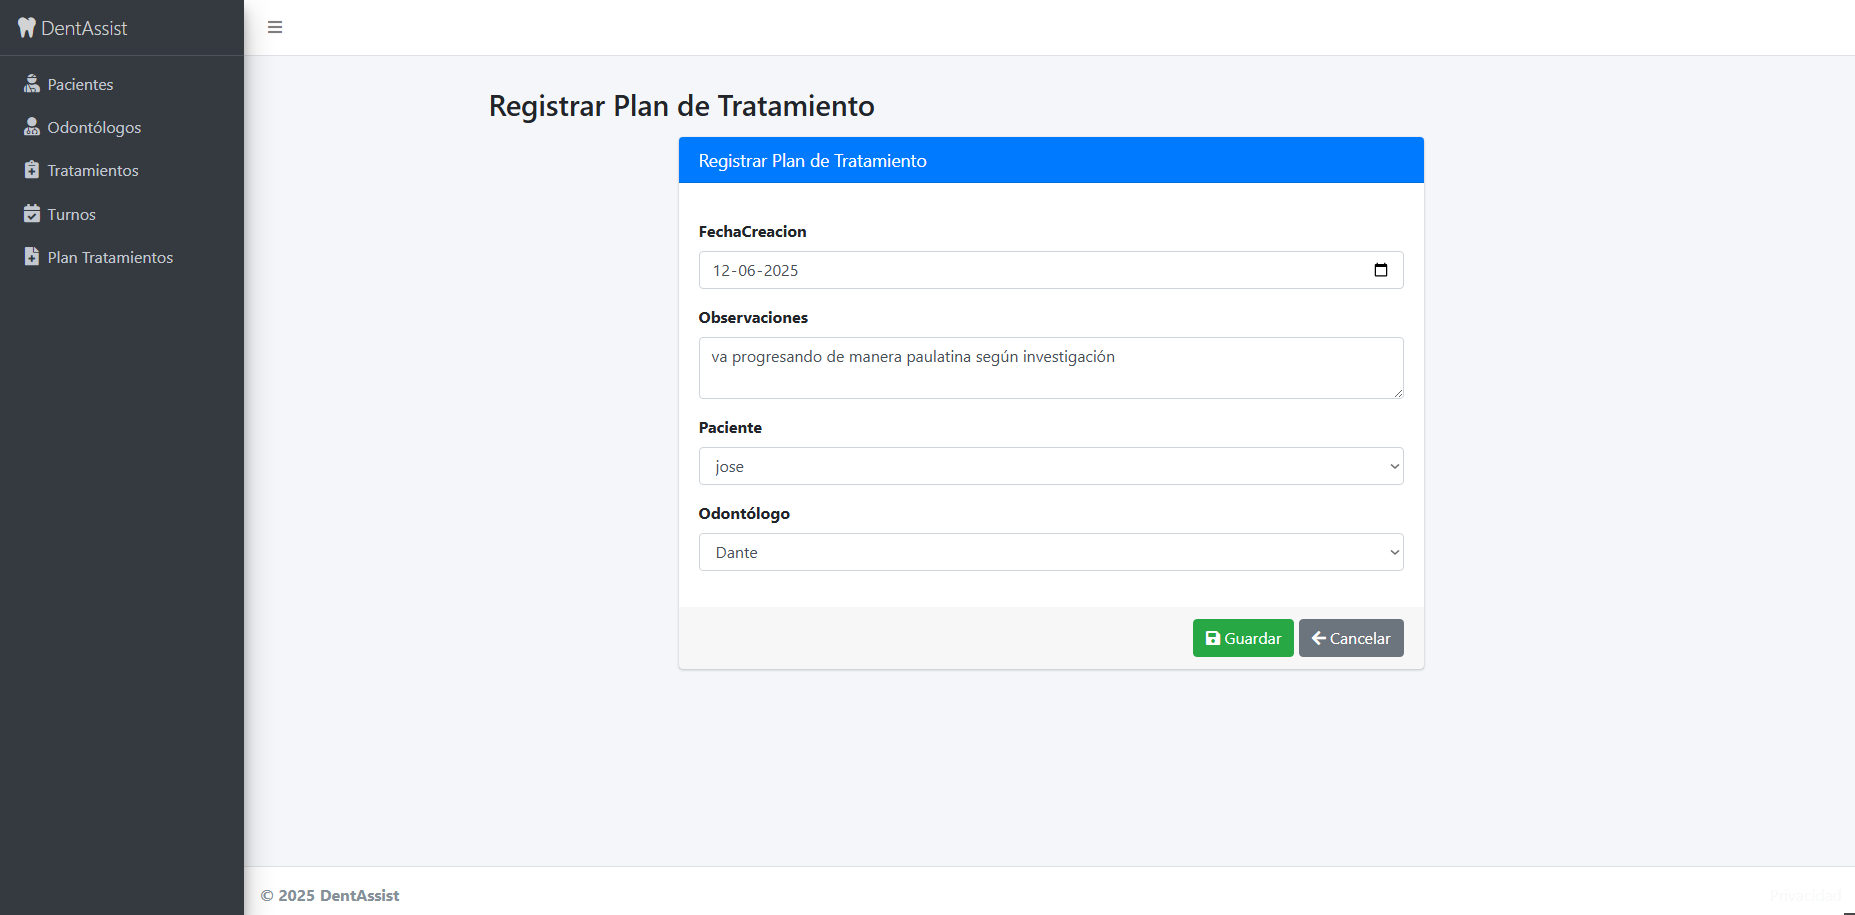 DentAssist
Pacientes
Odontólogos
Tratamientos
Turnos
Plan Tratamientos
Registrar Plan de Tratamiento
Registrar Plan de Tratamiento
FechaCreacion
12-06-2025
Observaciones
va progresando de manera paulatina según investigación
Paciente
jose
Odontólogo
Dante
Guardar
Cancelar
© 2025 DentAssist
Privacidad